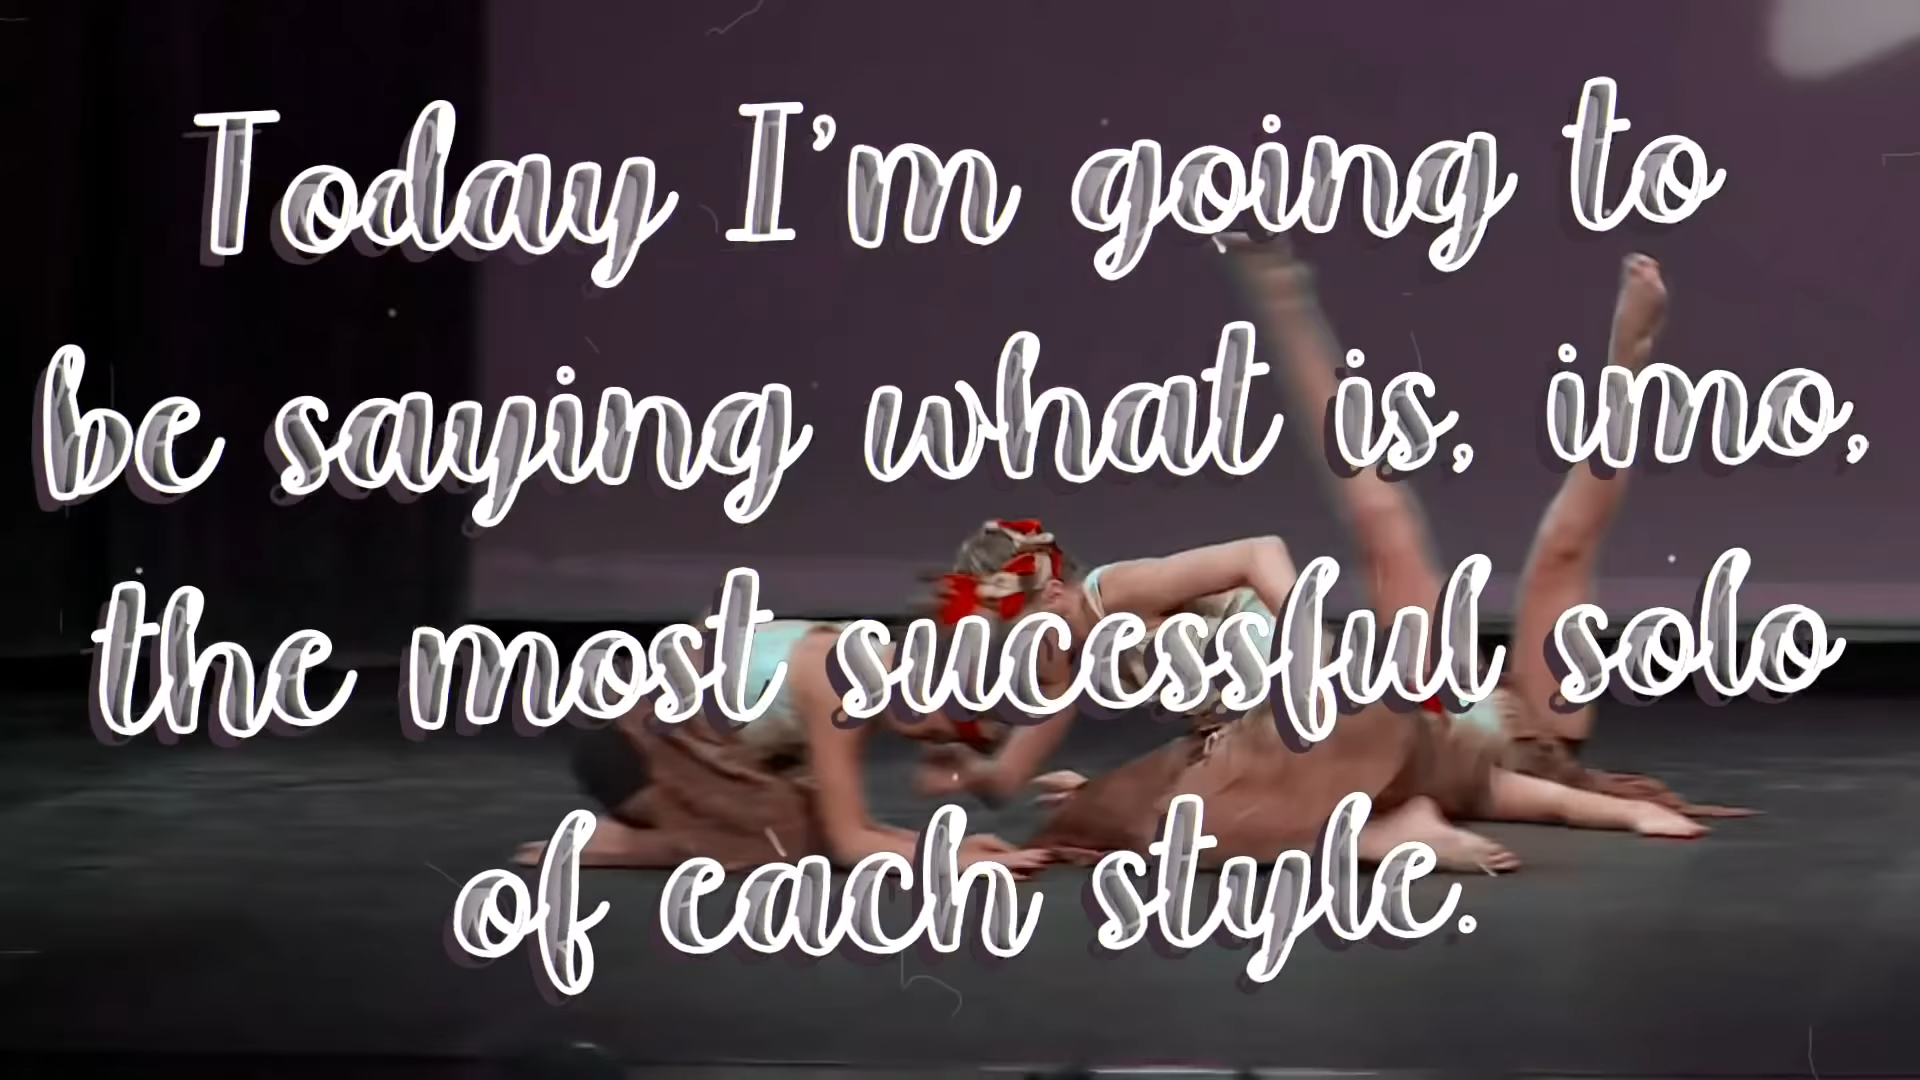 Today I'm going to
be saying what is, imo,
the most sucessful solo
of each style.